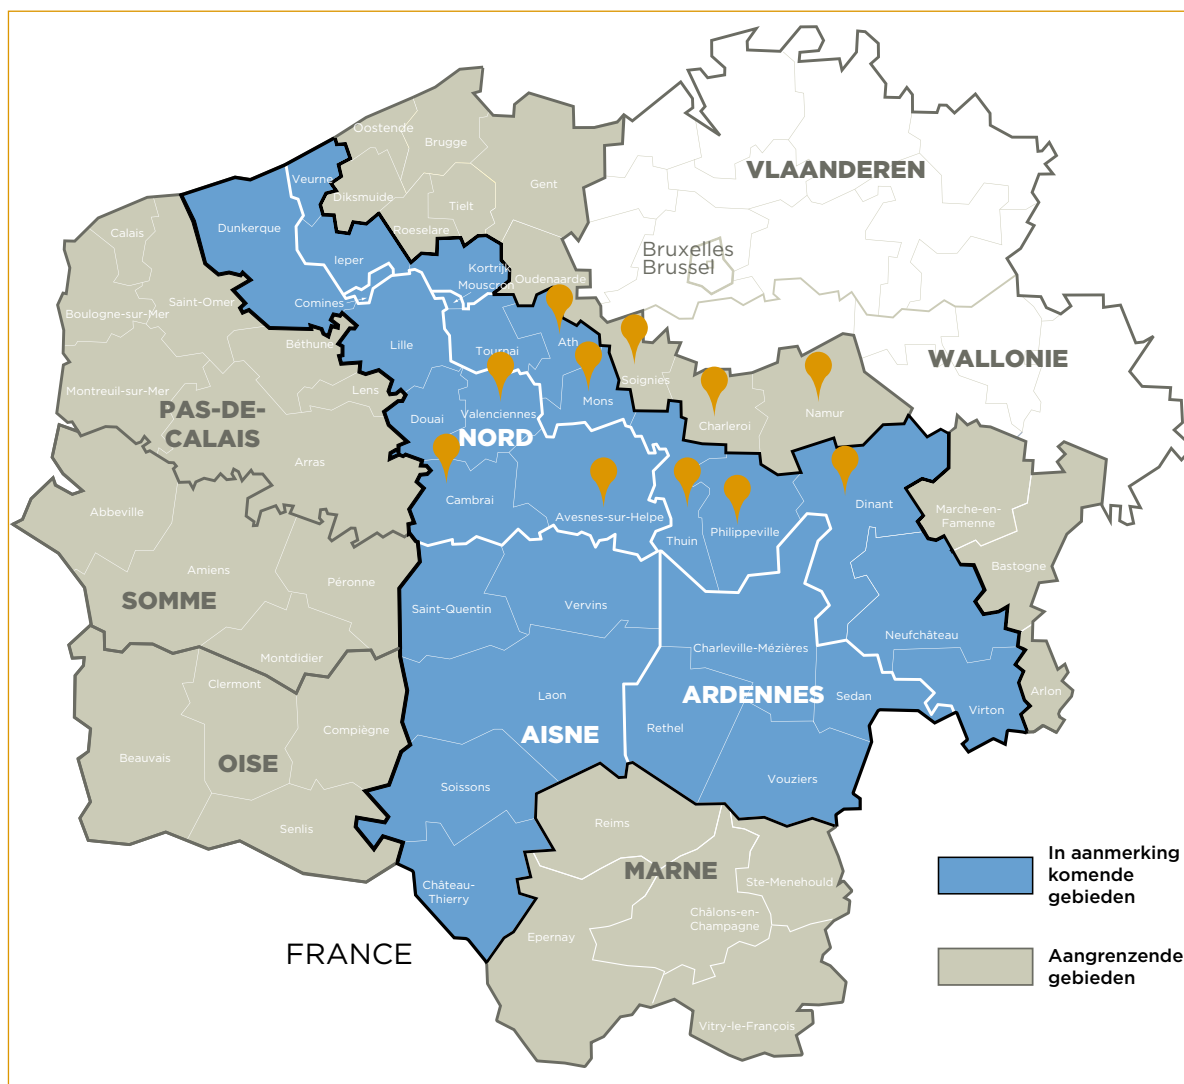 Oostende
Brugge
VLAANDEREN
Veurne
Diksmuide
Gent
Tielt
Dunkerque
Roeselare
Calais
Ieper
Bruxelles
Brussel
Kortrijk
Mouscron
Oudenaarde
Saint-Omer
Comines
Boulogne-sur-Mer
Béthune
Lille
Tournai
Ath
WALLONIE
Soignies
Montreuil-sur-Mer
Lens
Mons
PAS-DE-
CALAIS
Douai
Valenciennes
NORD
Charleroi
Namur
Arras
Cambrai
Abbeville
Avesnes-sur-Helpe
Thuin
Philippeville
Dinant
Marche-en-
Famenne
Bastogne
Amiens
Péronne
SOMME
Saint-Quentin
Vervins
Neufchâteau
Charleville-Mézières
Montdidier
Clermont
Laon
ARDENNES
Sedan
Arlon
Virton
Compiègne
Rethel
AISNE
Beauvais
OISE
Soissons
Vouziers
Senlis
Reims
MARNE
Château-
Thierry
Ste-Menehould
Châlons-en-
Champagne
Epernay
FRANCE
Vitry-le-François
In aanmerking
komende
gebieden
Aangrenzende
gebieden